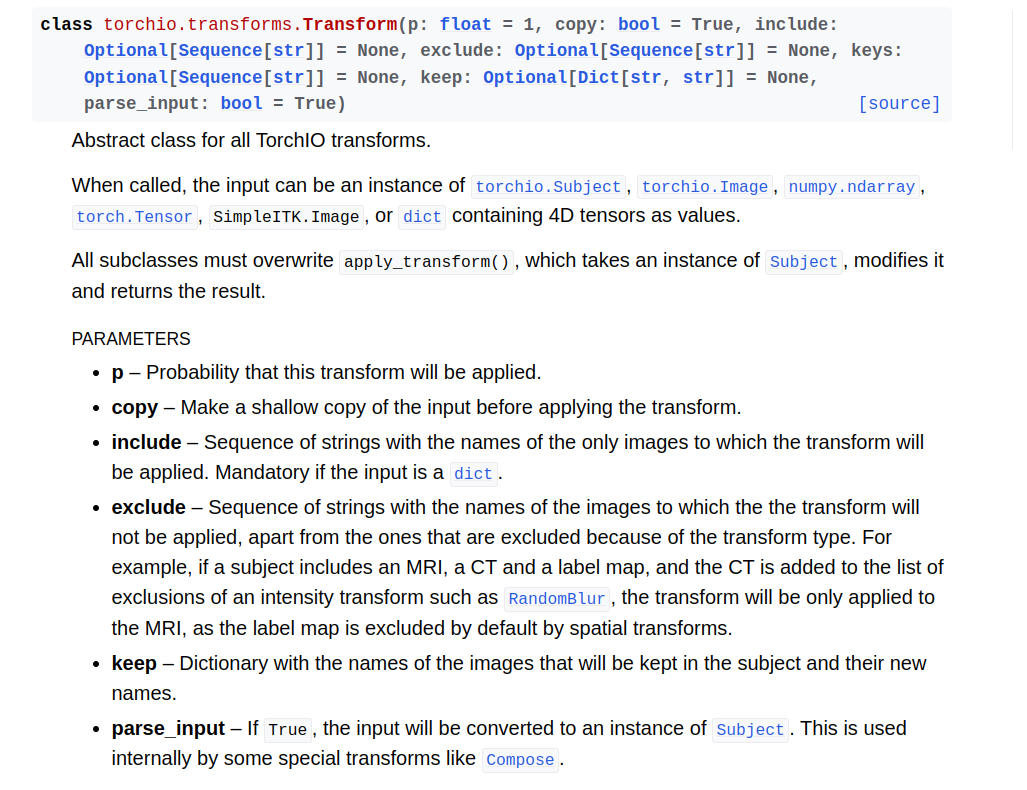 class torchio.transforms.Transform(p: float = 1, copy: bool = True, include:
Optional[Sequence[str]] = None, exclude: Optional[Sequence[str]] = None, keys:
Optional[Sequence[str]] = None, keep: Optional[Dict[str, str]] = None,
parse_input: bool = True) [source]
Abstract class for all TorchIO transforms.
When called, the input can be an instance of torchio.Subject, torchio.Image, numpy.ndarray,
torch.Tensor, SimpleITK.Image, or dict containing 4D tensors as values.
All subclasses must overwrite apply_transform(), which takes an instance of Subject, modifies it
and returns the result.
PARAMETERS
• p – Probability that this transform will be applied.
• copy – Make a shallow copy of the input before applying the transform.
• include – Sequence of strings with the names of the only images to which the transform will
be applied. Mandatory if the input is a dict.
• exclude – Sequence of strings with the names of the images to which the the transform will
not be applied, apart from the ones that are excluded because of the transform type. For
example, if a subject includes an MRI, a CT and a label map, and the CT is added to the list of
exclusions of an intensity transform such as RandomBlur, the transform will be only applied to
the MRI, as the label map is excluded by default by spatial transforms.
• keep – Dictionary with the names of the images that will be kept in the subject and their new
names.
• parse_input – If True, the input will be converted to an instance of Subject. This is used
internally by some special transforms like Compose.